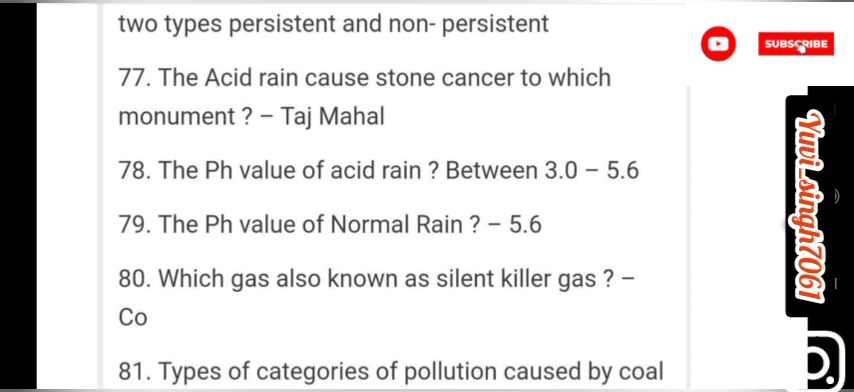 two types persistent and non- persistent
SUBSCRIBE
77. The Acid rain cause stone cancer to which
monument ? – Taj Mahal
78. The Ph value of acid rain ? Between 3.0 – 5.6
79. The Ph value of Normal Rain ? – 5.6
80. Which gas also known as silent killer gas ? –
Co
81. Types of categories of pollution caused by coal
Yuvi_singh7061